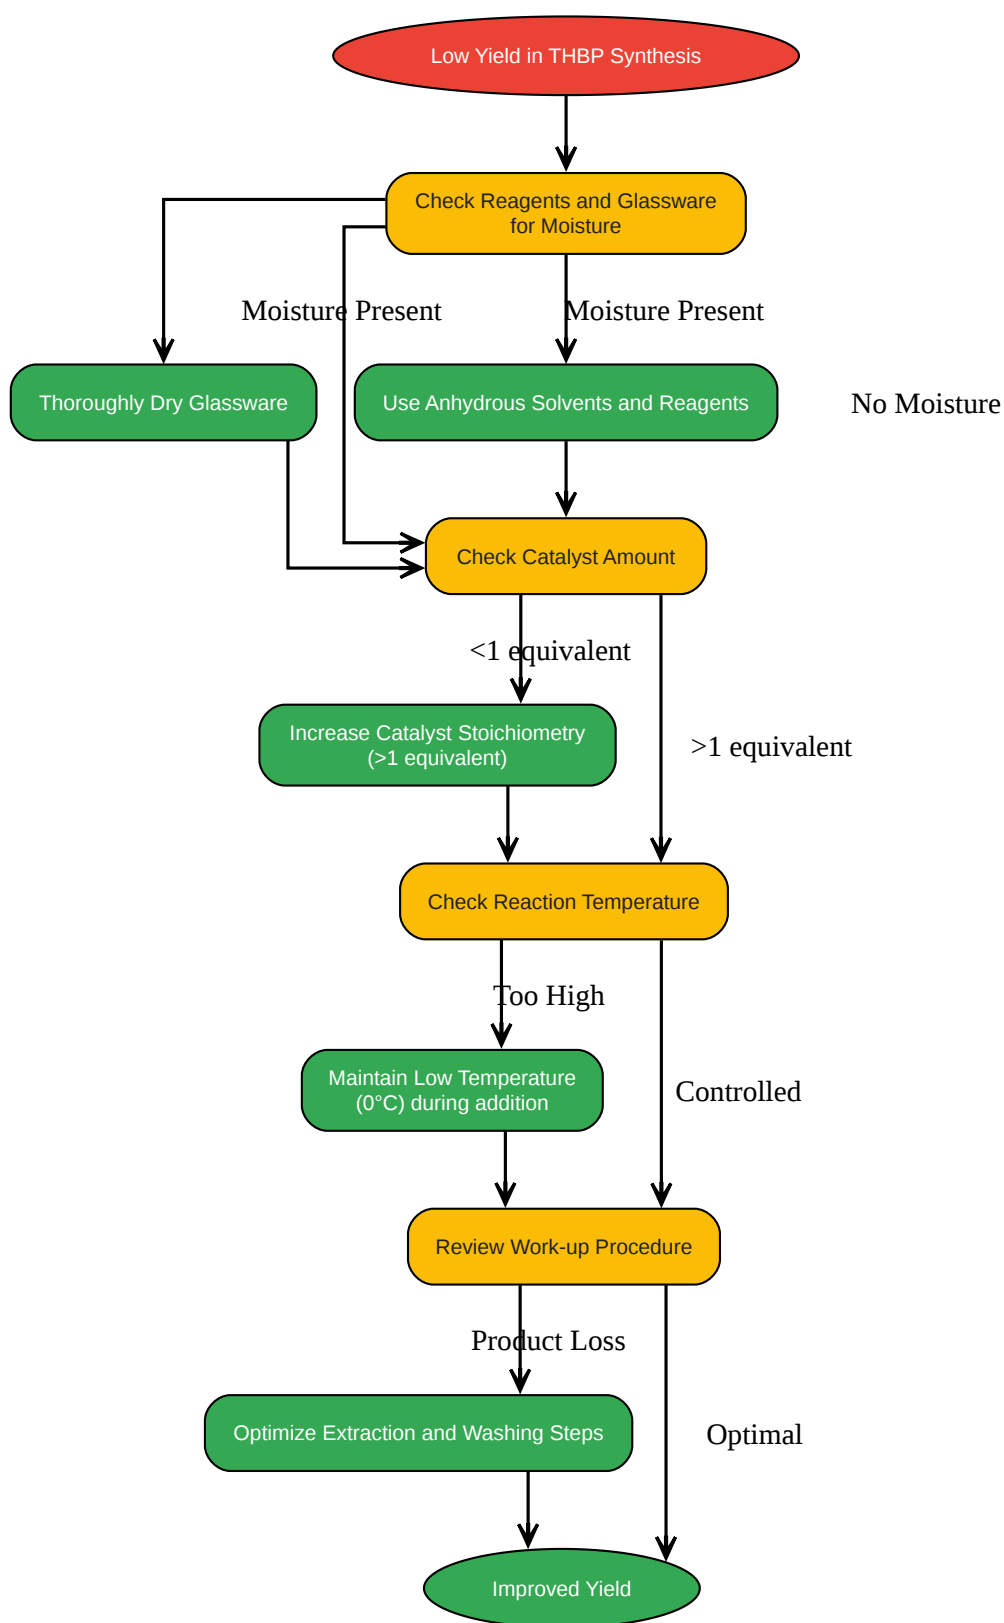 Low Yield in THBP Synthesis
Check Reagents and Glassware
for Moisture
Moisture Present
Moisture Present
Thoroughly Dry Glassware
Use Anhydrous Solvents and Reagents
No Moisture
Check Catalyst Amount
<1 equivalent
Increase Catalyst Stoichiometry
(>1 equivalent)
>1 equivalent
Check Reaction Temperature
Too High
Maintain Low Temperature
(0°C) during addition
Controlled
Review Work-up Procedure
Product Loss
Optimize Extraction and Washing Steps
Optimal
Improved Yield